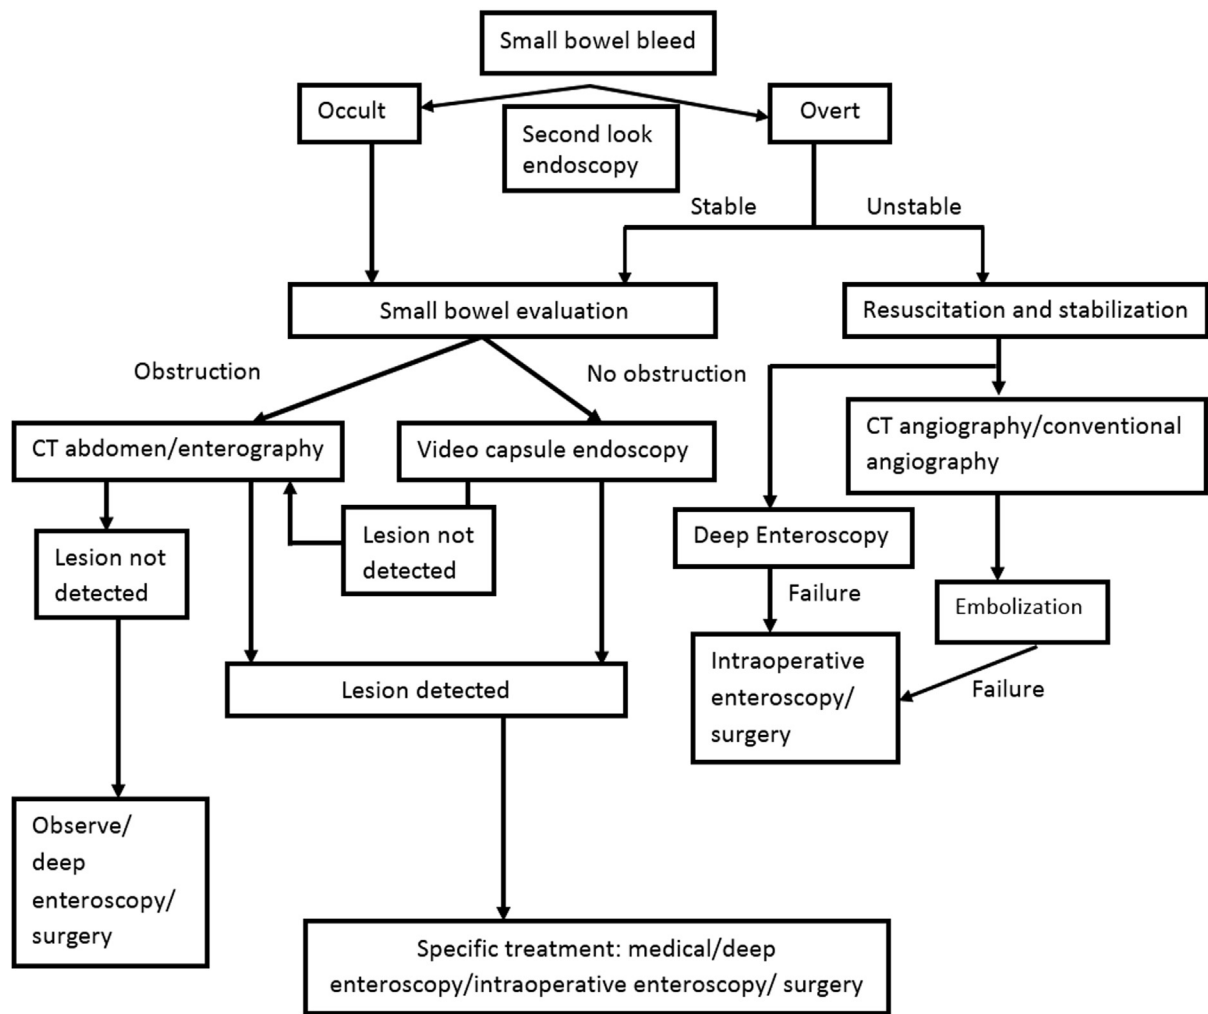 Small bowel bleed
Occult
Second look
endoscopy
Overt
Stable
Unstable
Small bowel evaluation
Resuscitation and stabilization
Obstruction
No obstruction
CT abdomen/enterography
Video capsule endoscopy
CT angiography/conventional
angiography
Lesion not
detected
Lesion not
detected
Deep Enteroscopy
Failure
Embolization
Lesion detected
Intraoperative
enteroscopy/
surgery
Failure
Observe/
deep
enteroscopy/
surgery
Specific treatment: medical/deep
enteroscopy/intraoperative enteroscopy/ surgery